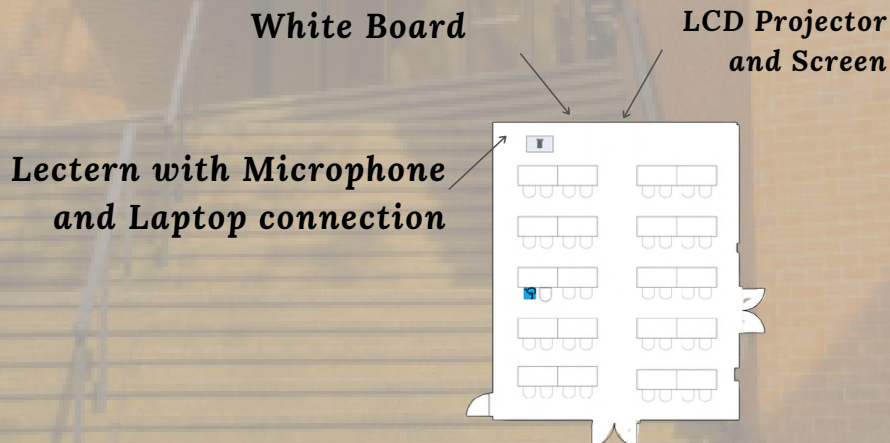 White Board
LCD Projector
and Screen
Lectern with Microphone
and Laptop connection